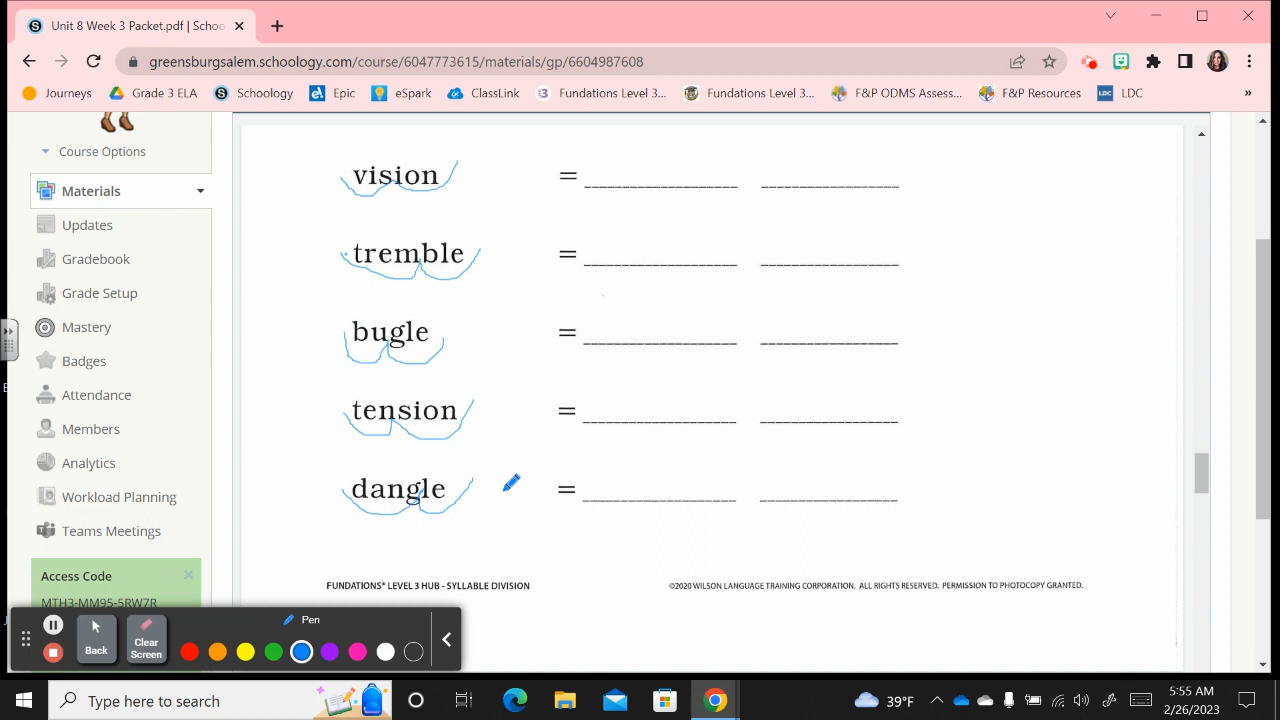 Unit 8 Week 3 Packet.pdf | Schoo
greensburgsalem.schoology.com/course/6047773615/materials/gp/6604987608
Journeys Grade 3 ELA Schoology Epic eSpark ClassLink Fundations Level 3... Fundations Level 3... F&P ODMS Assess... F&P Resources LDC
Course Options
Materials
Updates
Gradebook
Grade Setup
Mastery
Badges
Attendance
Members
Analytics
Workload Planning
Teams Meetings
Access Code
MTH3-MM95-5RW7R
vision =
tremble =
bugle =
tension =
dangle =
FUNDATIONS® LEVEL 3 HUB - SYLLABLE DIVISION
©2020 WILSON LANGUAGE TRAINING CORPORATION. ALL RIGHTS RESERVED. PERMISSION TO PHOTOCOPY GRANTED.
Pen
Back
Clear
Screen
Type here to search
39°F
5:55 AM
2/26/2023